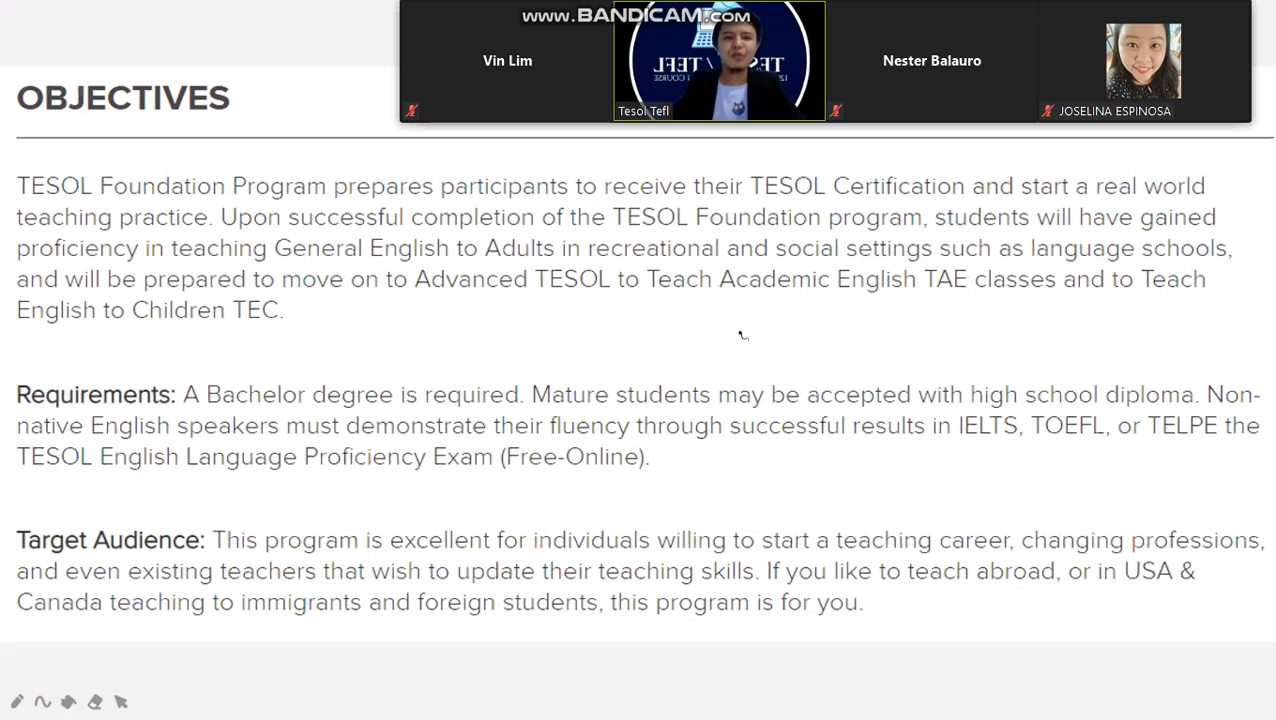 www.BANDICAM.com
Vin Lim
TESOL / TEFL
Tesol Tefl
Nester Balauro
JOSELINA ESPINOSA
OBJECTIVES
TESOL Foundation Program prepares participants to receive their TESOL Certification and start a real world
teaching practice. Upon successful completion of the TESOL Foundation program, students will have gained
proficiency in teaching General English to Adults in recreational and social settings such as language schools,
and will be prepared to move on to Advanced TESOL to Teach Academic English TAE classes and to Teach
English to Children TEC.
Requirements: A Bachelor degree is required. Mature students may be accepted with high school diploma. Non-
native English speakers must demonstrate their fluency through successful results in IELTS, TOEFL, or TELPE the
TESOL English Language Proficiency Exam (Free-Online).
Target Audience: This program is excellent for individuals willing to start a teaching career, changing professions,
and even existing teachers that wish to update their teaching skills. If you like to teach abroad, or in USA &
Canada teaching to immigrants and foreign students, this program is for you.